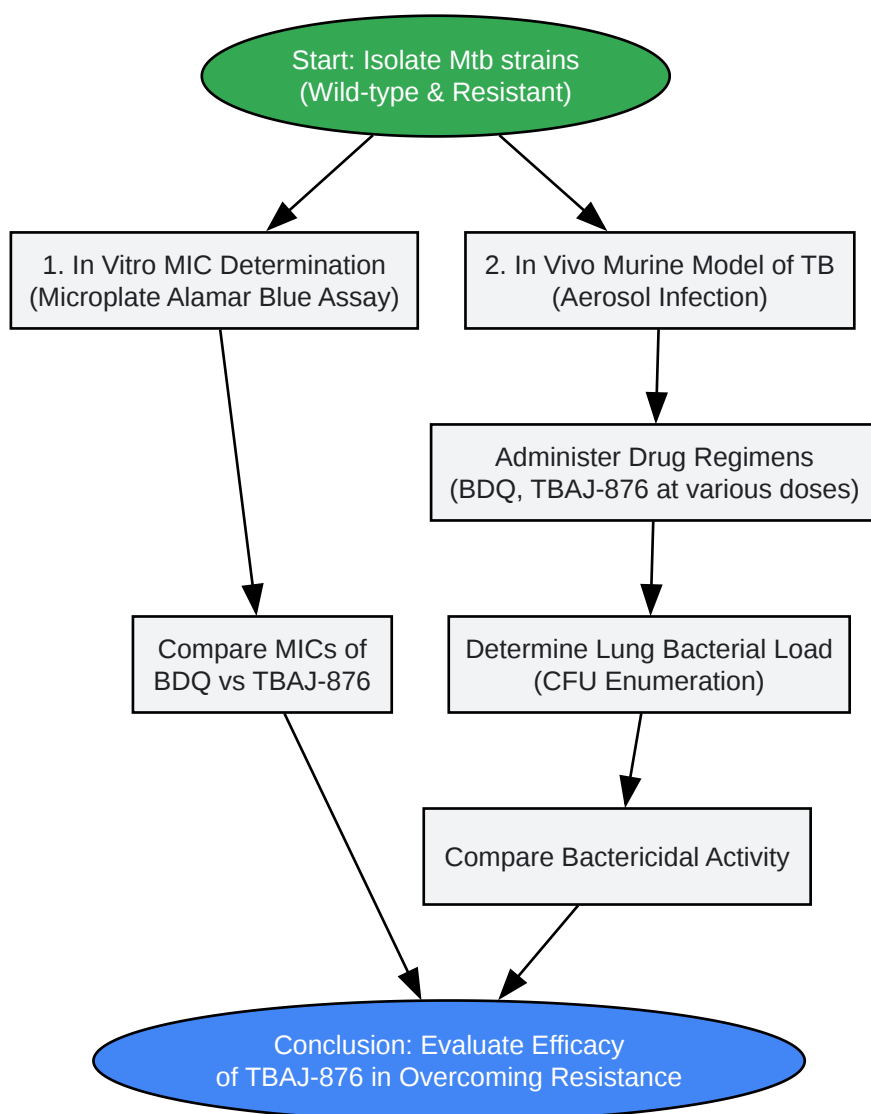 Start: Isolate Mtb strains
(Wild-type & Resistant)
1. In Vitro MIC Determination
(Microplate Alamar Blue Assay)
2. In Vivo Murine Model of TB
(Aerosol Infection)
Administer Drug Regimens
(BDQ, TBAJ-876 at various doses)
Compare MICs of
BDQ vs TBAJ-876
Determine Lung Bacterial Load
(CFU Enumeration)
Compare Bactericidal Activity
Conclusion: Evaluate Efficacy
of TBAJ-876 in Overcoming Resistance